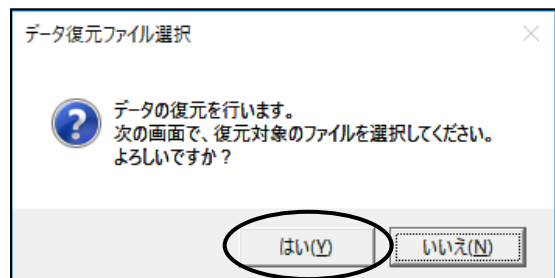 データ復元ファイル選択
データの復元を行います。
次の画面で、復元対象のファイルを選択してください。
よろしいですか？
はい(Y) いいえ(N)